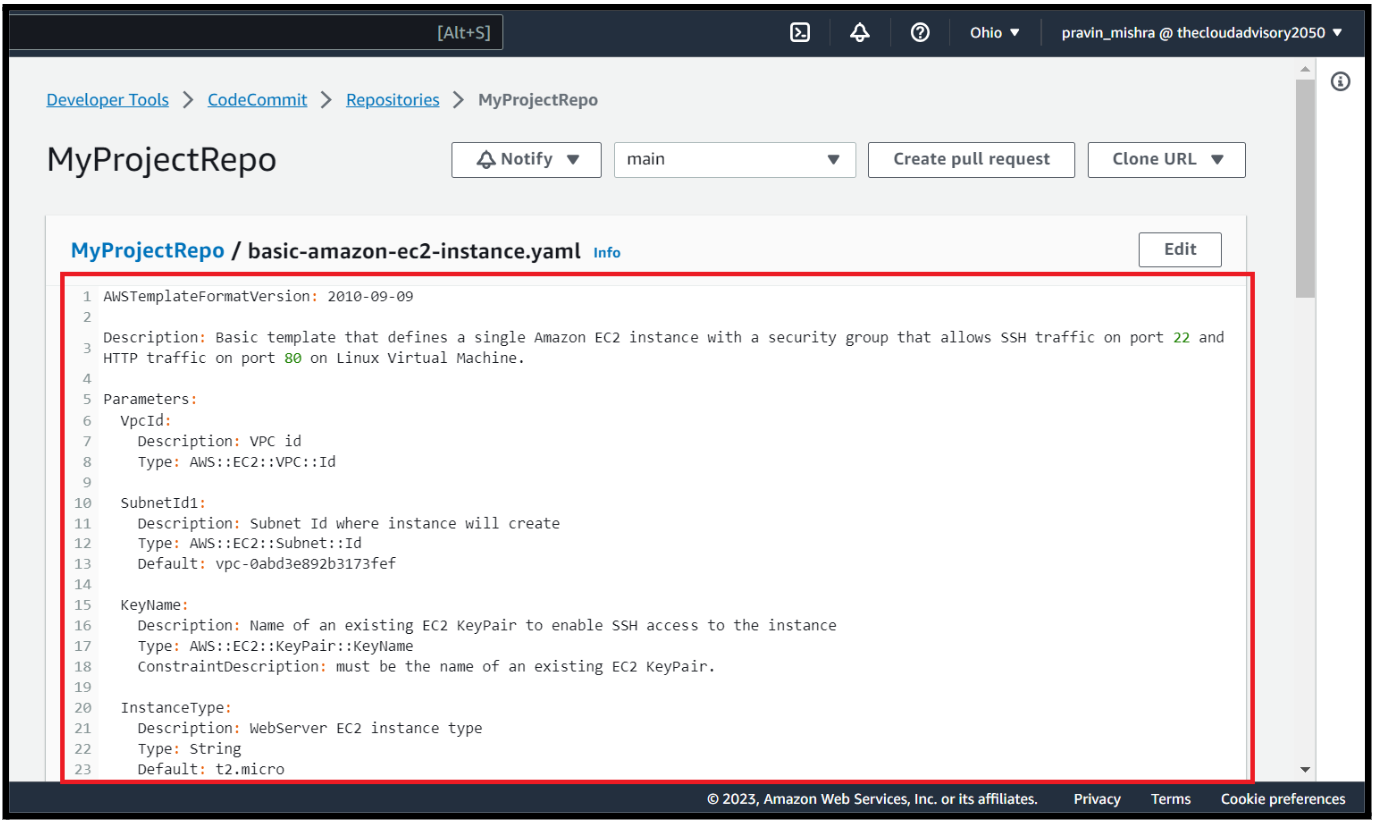 [Alt+S]
Ohio ▼
pravin_mishra @ thecloudadvisory2050 ▼
Developer Tools > CodeCommit > Repositories > MyProjectRepo
MyProjectRepo
Notify ▼
main ▼
Create pull request
Clone URL ▼
MyProjectRepo / basic-amazon-ec2-instance.yaml Info
Edit
1 AWSTemplateFormatVersion: 2010-09-09
2
3 Description: Basic template that defines a single Amazon EC2 instance with a security group that allows SSH traffic on port 22 and
HTTP traffic on port 80 on Linux Virtual Machine.
4
5 Parameters:
6 VpcId:
7 Description: VPC id
8 Type: AWS::EC2::VPC::Id
9
10 SubnetId1:
11 Description: Subnet Id where instance will create
12 Type: AWS::EC2::Subnet::Id
13 Default: vpc-0abd3e892b3173fef
14
15 KeyName:
16 Description: Name of an existing EC2 KeyPair to enable SSH access to the instance
17 Type: AWS::EC2::KeyPair::KeyName
18 ConstraintDescription: must be the name of an existing EC2 KeyPair.
19
20 InstanceType:
21 Description: WebServer EC2 instance type
22 Type: String
23 Default: t2.micro
© 2023, Amazon Web Services, Inc. or its affiliates.
Privacy
Terms
Cookie preferences